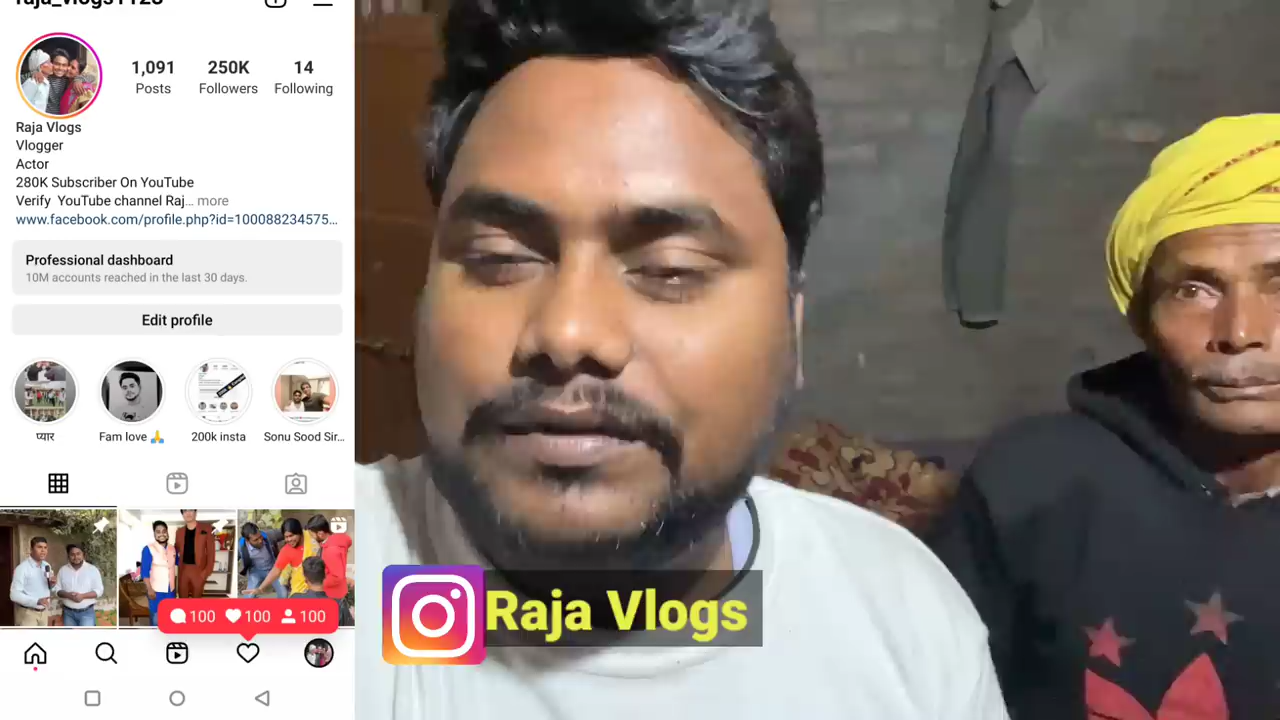 raja_vlogs1128
1,091 250K 14
Posts Followers Following
Raja Vlogs
Vlogger
Actor
280K Subscriber On YouTube
Verify YouTube channel Raj... more
www.facebook.com/profile.php?id=100088234575...
Professional dashboard
10M accounts reached in the last 30 days.
Edit profile
प्यार Fam love 🙏 200k insta Sonu Sood Sir...
100 100 100
Raja Vlogs